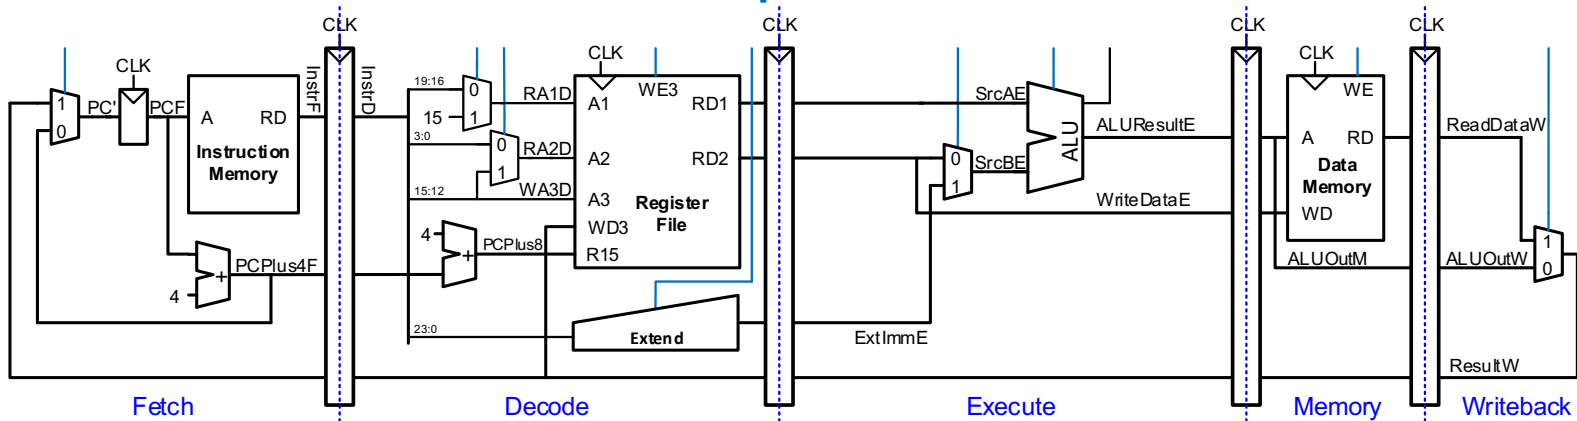 CLK
CLK
CLK
CLK
CLK
PC'
PCF
1
0
A
RD
Instruction
Memory
InstrF
InstrD
4
+
PCPlus4F
19:16
15
0
1
RA1D
3:0
0
1
RA2D
15:12
WA3D
4
+
PCPlus8
23:0
Extend
CLK
WE3
A1
RD1
A2
RD2
A3
Register
File
WD3
R15
CLK
SrcAE
0
1
SrcBE
ALU
ALUResultE
WriteDataE
ExtImmE
CLK
WE
A
RD
Data
Memory
WD
ALUOutM
ReadDataW
ALUOutW
1
0
ResultW
Fetch
Decode
Execute
Memory
Writeback